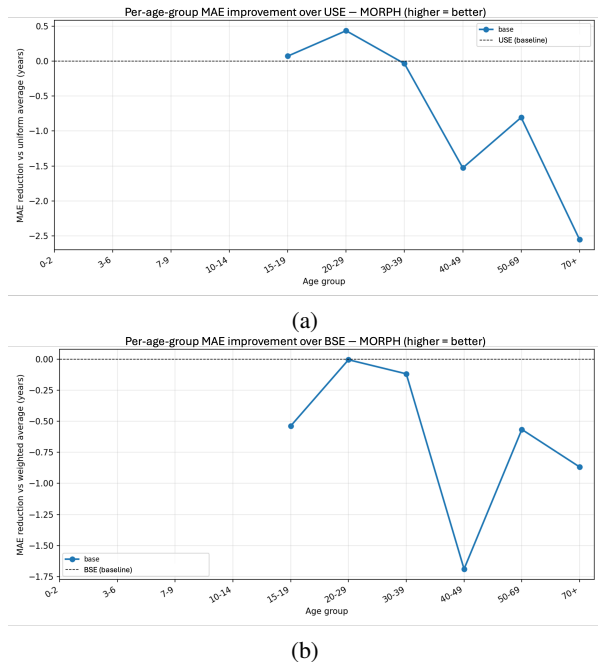 Per-age-group MAE improvement over USE — MORPH (higher = better)
MAE reduction vs uniform average (years)
0.5
0.0
−0.5
−1.0
−1.5
−2.0
−2.5
base
USE (baseline)
0-2
3-6
7-9
10-14
15-19
20-29
30-39
40-49
50-69
70+
Age group
(a)
Per-age-group MAE improvement over BSE — MORPH (higher = better)
MAE reduction vs weighted average (years)
0.00
−0.25
−0.50
−0.75
−1.00
−1.25
−1.50
−1.75
base
BSE (baseline)
0-2
3-6
7-9
10-14
15-19
20-29
30-39
40-49
50-69
70+
Age group
(b)